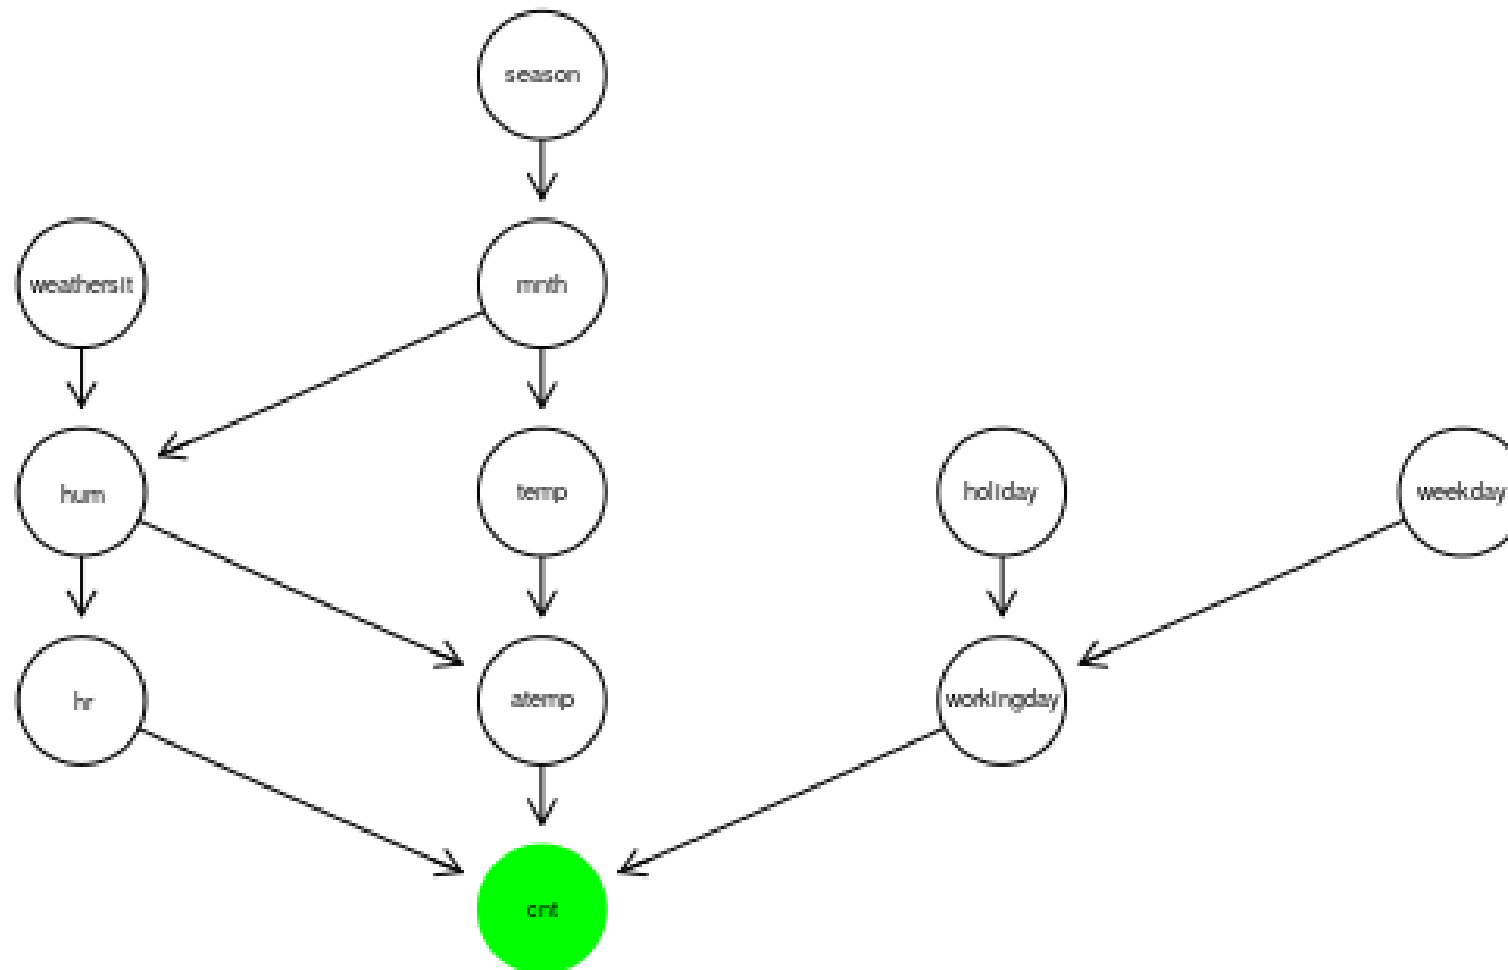 season
weathersit
mnth
hum
temp
holiday
weekday
hr
atemp
workingday
cnt